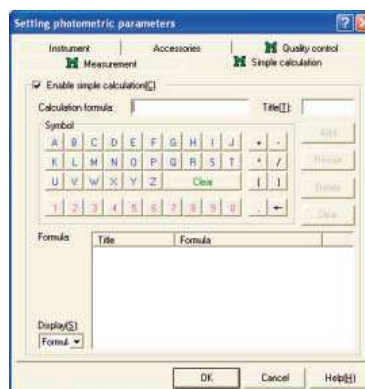 Setting photometric parameters
Instrument Accessories Quality control
Measurement Simple calculation
Enable simple calculation[C]
Calculation formula: Title[T]:
Symbol
A B C D E F G H I J + - Add
K L M N O P Q R S T * /
U V W X Y Z Clear ( ) Delete
1 2 3 4 5 6 7 8 9 0 . ← Clear
Formula: Title Formula
Display[S]
Formul
OK Cancel Help[H]